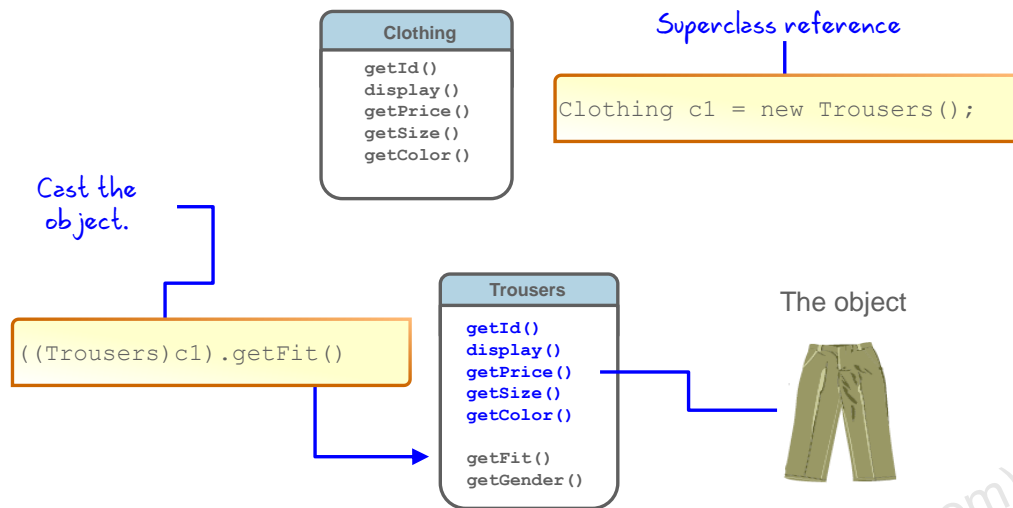 Clothing
getId()
display()
getPrice()
getSize()
getColor()
Superclass reference
Clothing c1 = new Trousers();
Cast the
object.
((Trousers)c1).getFit()
Trousers
getId()
display()
getPrice()
getSize()
getColor()
getFit()
getGender()
The object
om)